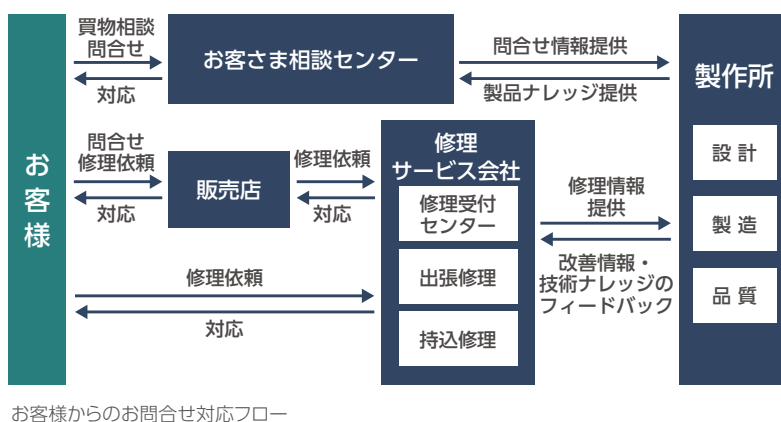 お客様
買物相談
問合せ
対応
お客さま相談センター
問合せ情報提供
製品ナレッジ提供
問合せ
修理依頼
対応
販売店
修理依頼
対応
修理依頼
対応
修理
サービス会社
修理受付
センター
出張修理
持込修理
修理情報
提供
改善情報・
技術ナレッジの
フィードバック
製作所
設計
製造
品質
お客様からのお問合せ対応フロー